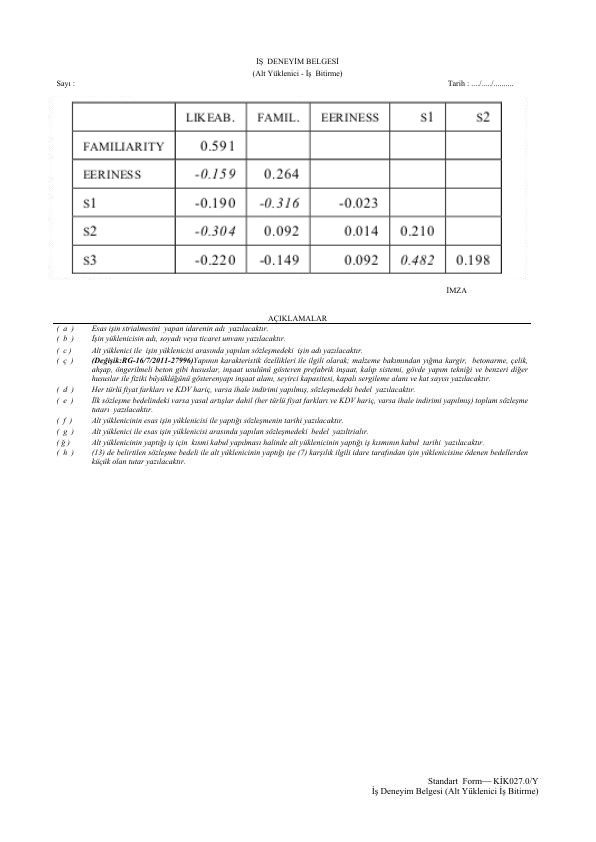 İŞ DENEYİM BELGESİ
(Alt Yüklenici - İş Bitirme)
Sayı : Tarih : ..../...../..........
LIKEAB. FAMIL. EERINESS s1 s2
FAMILIARITY 0.591
EERINESS -0.159 0.264
s1 -0.190 -0.316 -0.023
s2 -0.304 0.092 0.014 0.210
s3 -0.220 -0.149 0.092 0.482 0.198
İMZA
AÇIKLAMALAR
( a ) Esas işin strialmesini yapan idarenin adı yazılacaktır.
( b ) İşin yüklenicisinin adı, soyadı veya ticaret unvanı yazılacaktır.
( c ) Alt yüklenici ile işin yüklenicisi arasında yapılan sözleşmedeki işin adı yazılacaktır.
( ç ) (Değişik:RG-16/7/2011-27996)Yapının karakteristik özellikleri ile ilgili olarak; malzeme bakımından yığma kargir, betonarme, çelik,
ahşap, öngerilmeli beton gibi hususlar, inşaat usulünü gösteren prefabrik inşaat, kalıp sistemi, gövde yapım tekniği ve benzeri diğer
hususlar ile fiziki büyüklüğünü gösterenyapı inşaat alanı, seyirci kapasitesi, kapalı sergileme alanı ve kat sayısı yazılacaktır.
( d ) Her türlü fiyat farkları ve KDV hariç, varsa ihale indirimi yapılmış, sözleşmedeki bedel yazılacaktır.
( e ) İlk sözleşme bedelindeki varsa yasal artışlar dahil (her türlü fiyat farkları ve KDV hariç, varsa ihale indirimi yapılmış) toplam sözleşme
tutarı yazılacaktır.
( f ) Alt yüklenicinin esas işin yüklenicisi ile yaptığı sözleşmenin tarihi yazılacaktır.
( g ) Alt yüklenici ile esas işin yüklenicisi arasında yapılan sözleşmedeki bedel yazıltrialır.
( ğ ) Alt yüklenicinin yaptığı iş için kısmi kabul yapılması halinde alt yüklenicinin yaptığı iş kısmının kabul tarihi yazılacaktır.
( h ) (13) de belirtilen sözleşme bedeli ile alt yüklenicinin yaptığı işe (7) karşılık ilgili idare tarafından işin yüklenicisine ödenen bedellerden
küçük olan tutar yazılacaktır.
Standart Form— KİK027.0/Y
İş Deneyim Belgesi (Alt Yüklenici İş Bitirme)